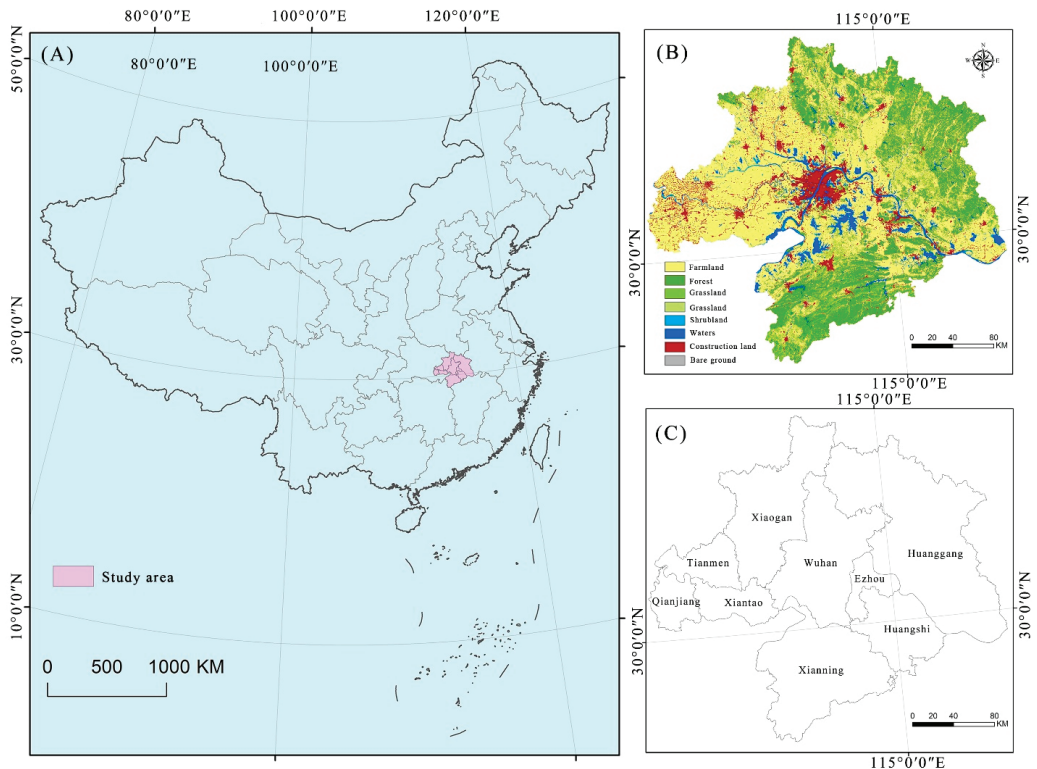 80°0′0″N
100°0′0″E
120°0′0″E
(A)
80°0′0″E
100°0′0″E
50°0′0″N
30°0′0″N
10°0′0″N
Study area
0 500 1000 KM
115°0′0″E
(B)
N
W E
S
30°0′0″N
30°0′0″N
Farmland
Forest
Grassland
Grassland
Shrubland
Waters
Construction land
Bare ground
0 20 40 80
KM
115°0′0″E
115°0′0″E
(C)
Xiaogan
Huanggang
Tianmen
Wuhan
Ezhou
Qianjiang
Xiantao
Huangshi
Xianning
30°0′0″N
30°0′0″N
0 20 40 80
KM
115°0′0″E